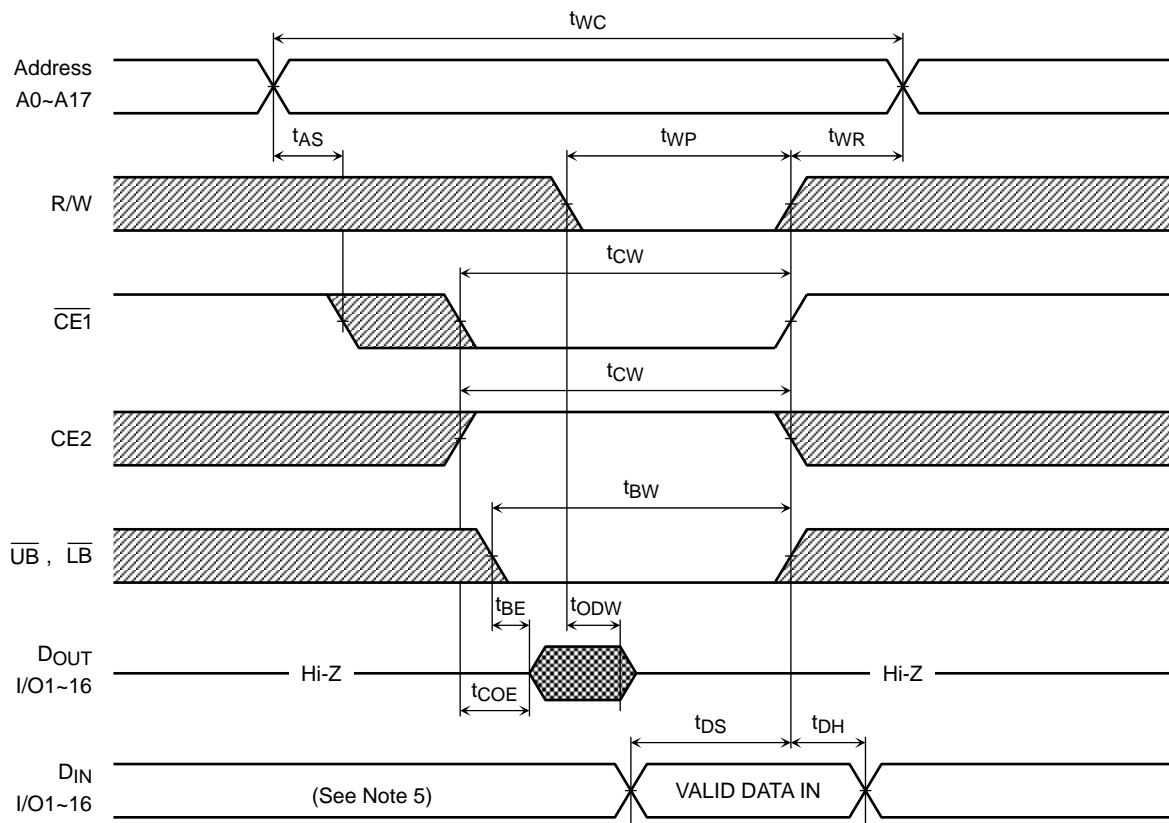 tWC
Address
A0~A17
tAS
tWP
tWR
R/W
tCW
CE1
tCW
CE2
tBW
UB , LB
tBE
tODW
DOUT
I/O1~16
Hi-Z
Hi-Z
tCOE
tDS
tDH
DIN
I/O1~16
(See Note 5)
VALID DATA IN